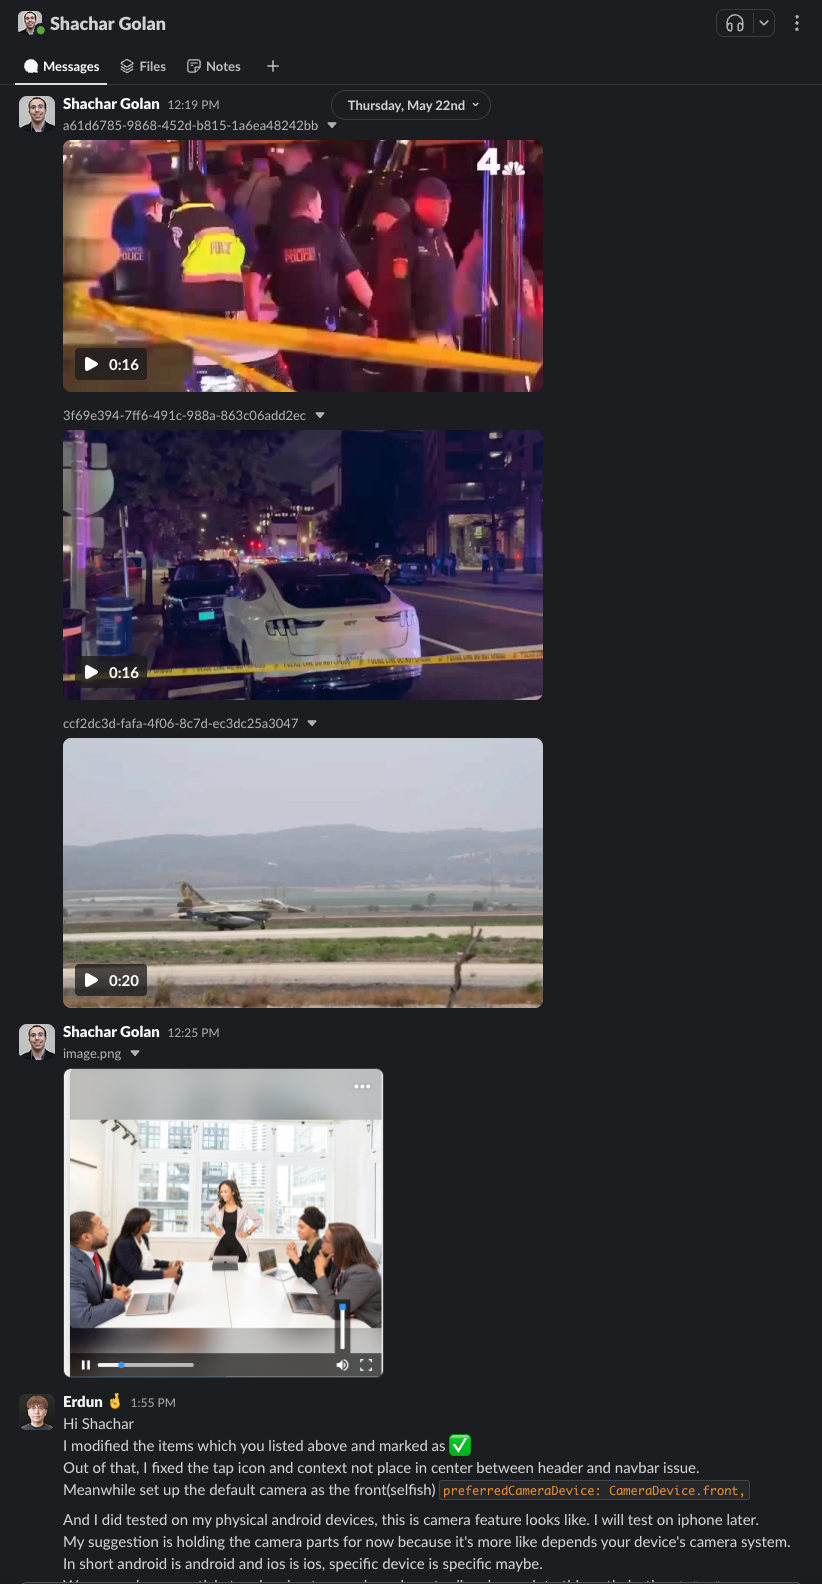 Shachar Golan
Messages
Files
Notes
Thursday, May 22nd
Shachar Golan 12:19 PM
a61d6785-9868-452d-b815-1a6ea48242bb
4
POLICE
POLICE
POLICE
0:16
3f69e394-7ff6-491c-988a-863c06add2ec
0:16
ccf2dc3d-fafa-4f06-8c7d-ec3dc25a3047
0:20
Shachar Golan 12:25 PM
image.png
Erdun 🤞 1:55 PM
Hi Shachar
I modified the items which you listed above and marked as ✅
Out of that, I fixed the tap icon and context not place in center between header and navbar issue.
Meanwhile set up the default camera as the front(selfish) preferredCameraDevice: CameraDevice.front,
And I did tested on my physical android devices, this is camera feature looks like. I will test on iphone later.
My suggestion is holding the camera parts for now because it's more like depends your device's camera system.
In short android is android and ios is ios, specific device is specific maybe.